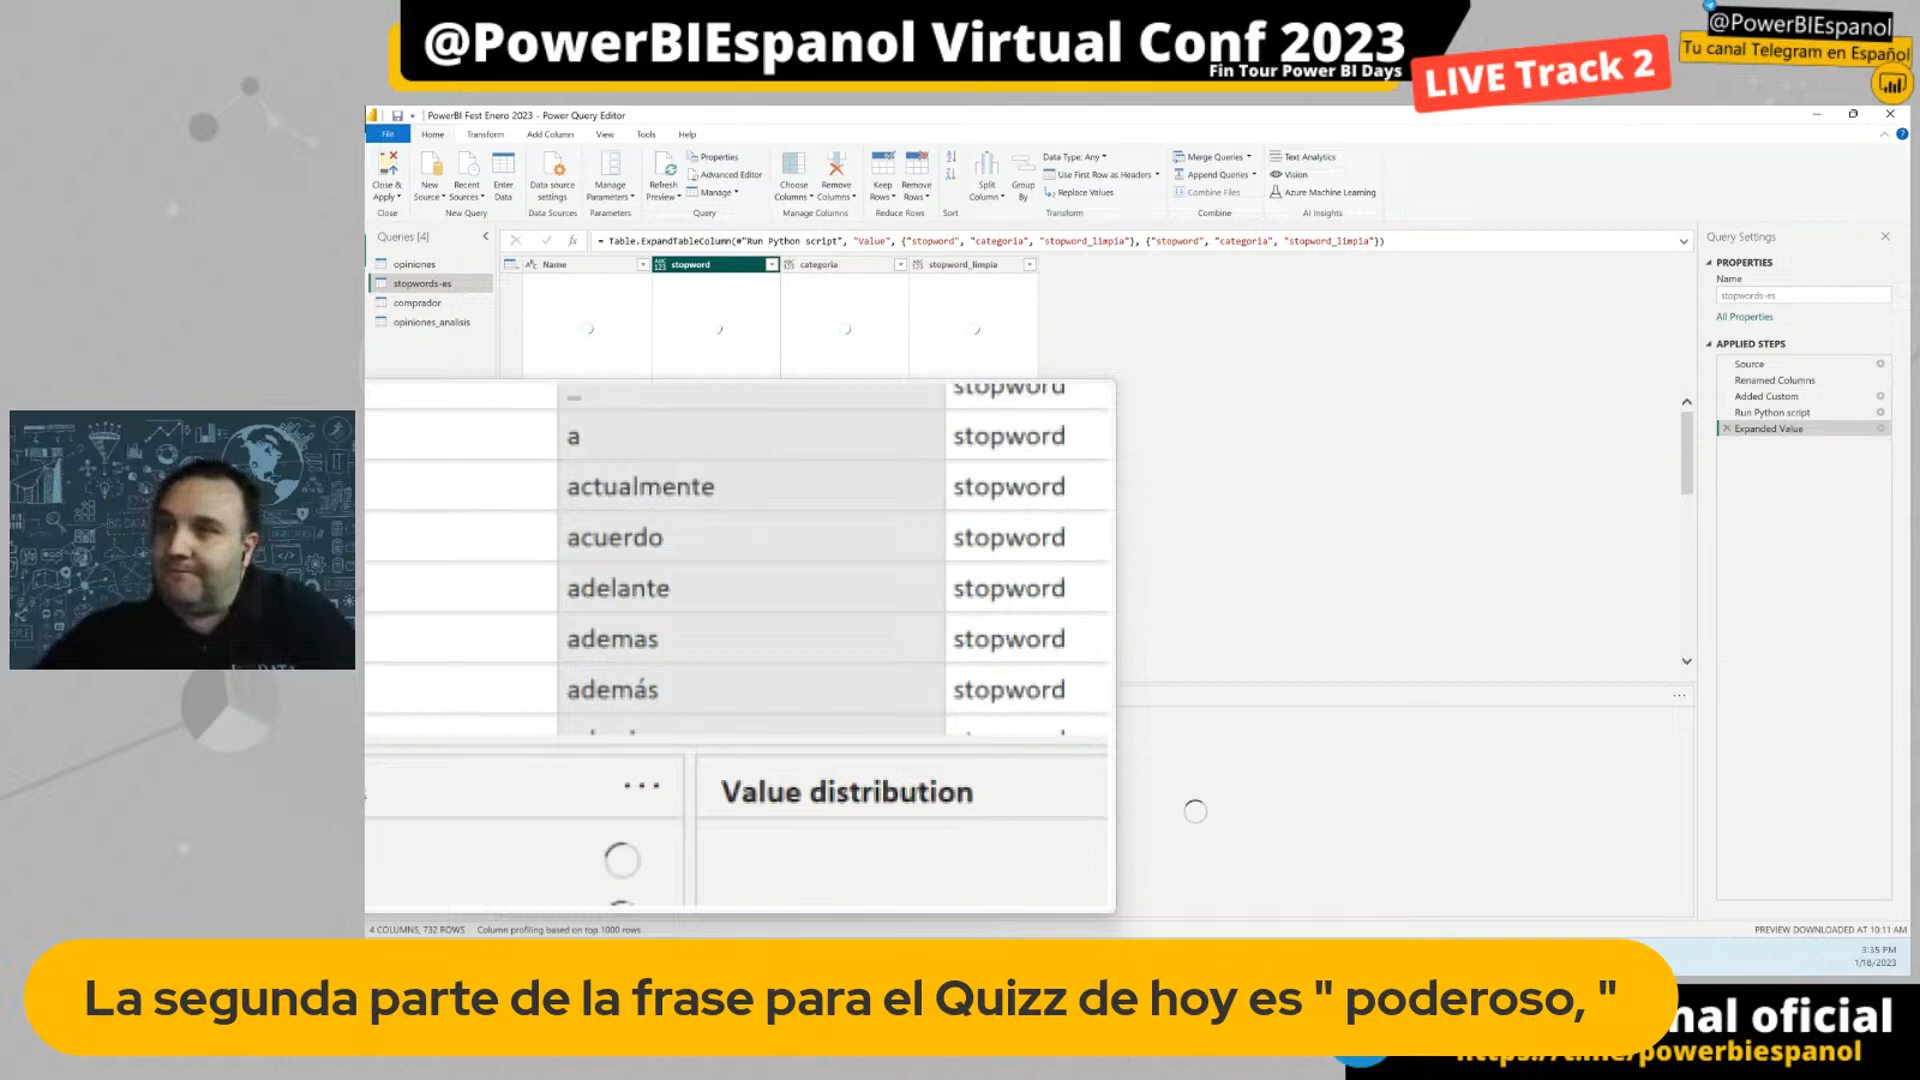 @PowerBIEspanol Virtual Conf 2023
Fin Tour Power BI Days
LIVE Track 2
@PowerBIEspanol
Tu canal Telegram en Español
PowerBI Fest Enero 2023 - Power Query Editor
File Home Transform Add Column View Tools Help
Close & Apply
New Source
Recent Sources
Enter Data
Data source settings
Manage Parameters
Refresh Preview
Properties
Advanced Editor
Manage
Choose Columns
Remove Columns
Keep Rows
Remove Rows
Split Column
Group By
Data Type: Any
Use First Row as Headers
Replace Values
Merge Queries
Append Queries
Combine Files
Text Analytics
Vision
Azure Machine Learning
Close New Query Data Sources Parameters Query Manage Columns Reduce Rows Sort Transform Combine AI Insights
Queries [4]
opiniones
stopwords-es
comprador
opiniones_analisis
= Table.ExpandTableColumn(#"Run Python script", "Value", {"stopword", "categoria", "stopword_limpia"}, {"stopword", "categoria", "stopword_limpia"})
Name stopword categoria stopword_limpia
_ stopword
a stopword
actualmente stopword
acuerdo stopword
adelante stopword
ademas stopword
además stopword
Value distribution
Query Settings
PROPERTIES
Name
stopwords-es
All Properties
APPLIED STEPS
Source
Renamed Columns
Added Custom
Run Python script
Expanded Value
4 COLUMNS, 732 ROWS Column profiling based on top 1000 rows
PREVIEW DOWNLOADED AT 10:11 AM
3:35 PM
1/18/2023
La segunda parte de la frase para el Quizz de hoy es " poderoso, "
nal oficial
powerbiespanol